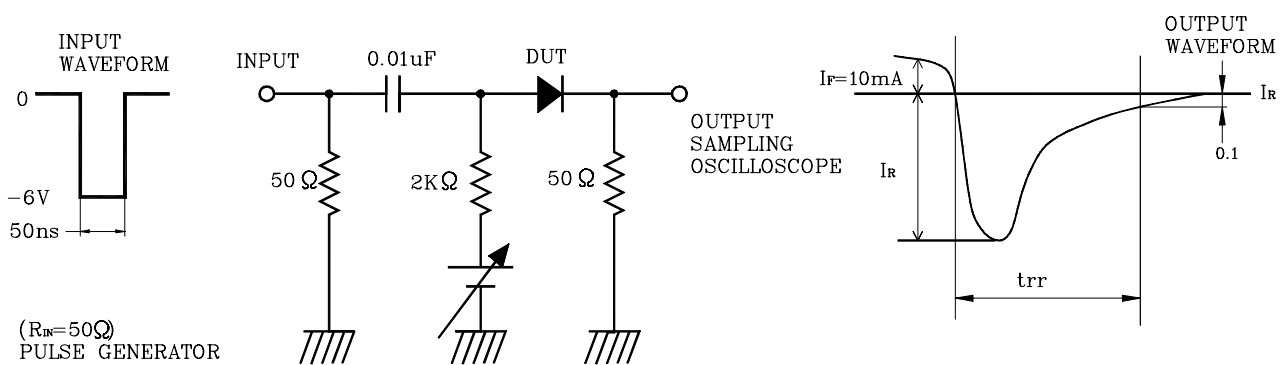 INPUT
WAVEFORM
0
-6V
50ns
(RIN=50Ω)
PULSE GENERATOR
INPUT
0.01uF
DUT
50Ω
2KΩ
50Ω
OUTPUT
SAMPLING
OSCILLOSCOPE
OUTPUT
WAVEFORM
IF=10mA
IR
IR
0.1
trr